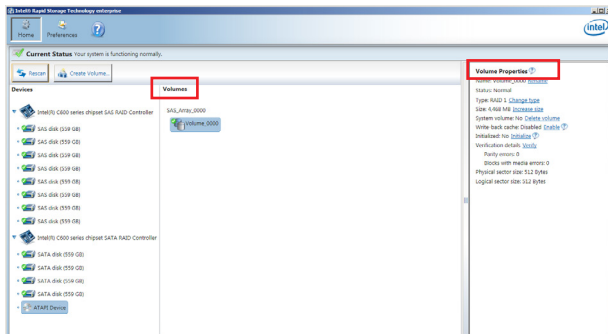 Intel® Rapid Storage Technology enterprise
Home
Preferences
intel
Current Status Your system is functioning normally.
Rescan
Create Volume...
Devices
Intel(R) C600 series chipset SAS RAID Controller
SAS disk (559 GB)
SAS disk (559 GB)
SAS disk (559 GB)
SAS disk (559 GB)
SAS disk (559 GB)
SAS disk (559 GB)
SAS disk (559 GB)
SAS disk (559 GB)
Intel(R) C600 series chipset SATA RAID Controller
SATA disk (559 GB)
SATA disk (559 GB)
SATA disk (559 GB)
SATA disk (559 GB)
ATAPI Device
Volumes
SAS_Array_0000
Volume_0000
Volume Properties
Name: Volume_0000 Rename
Status: Normal
Type: RAID 1 Change type
Size: 4,468 MB Increase size
System volume: No Delete volume
Write-back cache: Disabled Enable
Initialized: No Initialize
Verification details Verify
Parity errors: 0
Blocks with media errors: 0
Physical sector size: 512 Bytes
Logical sector size: 512 Bytes